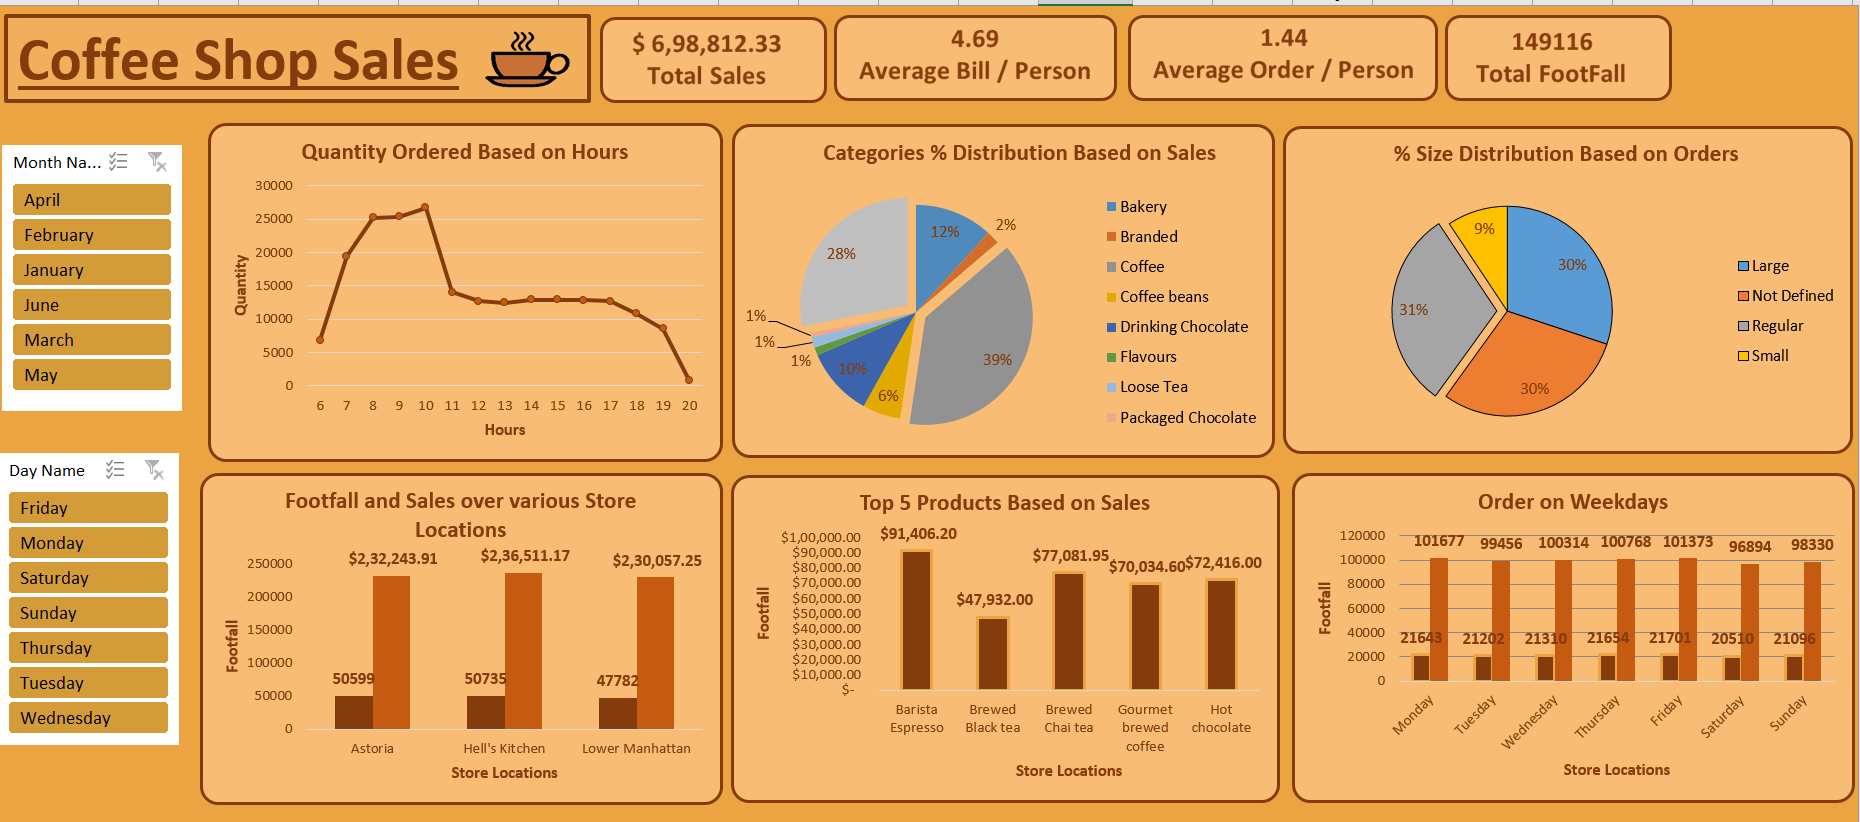 Coffee Shop Sales
$ 6,98,812.33
Total Sales
4.69
Average Bill / Person
1.44
Average Order / Person
149116
Total FootFall
Month Na...
April
February
January
June
March
May
Day Name
Friday
Monday
Saturday
Sunday
Thursday
Tuesday
Wednesday
Quantity Ordered Based on Hours
Quantity
30000
25000
20000
15000
10000
5000
0
6 7 8 9 10 11 12 13 14 15 16 17 18 19 20
Hours
Categories % Distribution Based on Sales
12%
2%
39%
6%
10%
1%
1%
1%
28%
Bakery
Branded
Coffee
Coffee beans
Drinking Chocolate
Flavours
Loose Tea
Packaged Chocolate
% Size Distribution Based on Orders
30%
30%
31%
9%
Large
Not Defined
Regular
Small
Footfall and Sales over various Store
Locations
Footfall
250000
200000
150000
100000
50000
0
$2,32,243.91 $2,36,511.17 $2,30,057.25
50599 50735 47782
Astoria Hell's Kitchen Lower Manhattan
Store Locations
Top 5 Products Based on Sales
Footfall
$1,00,000.00
$90,000.00
$80,000.00
$70,000.00
$60,000.00
$50,000.00
$40,000.00
$30,000.00
$20,000.00
$10,000.00
$-
$91,406.20
$47,932.00
$77,081.95
$70,034.60
$72,416.00
Barista
Espresso
Brewed
Black tea
Brewed
Chai tea
Gourmet
brewed
coffee
Hot
chocolate
Store Locations
Order on Weekdays
Footfall
120000
100000
80000
60000
40000
20000
0
101677 99456 100314 100768 101373 96894 98330
21643 21202 21310 21654 21701 20510 21096
Monday Tuesday Wednesday Thursday Friday Saturday Sunday
Store Locations